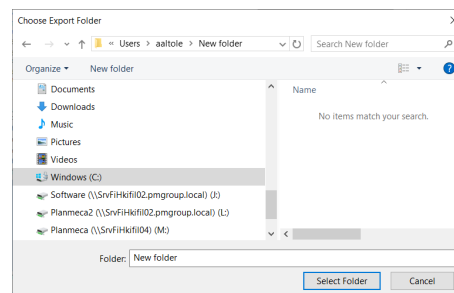 Choose Export Folder
« Users > aaltole > New folder
Search New folder
Organize
New folder
Documents
Downloads
Music
Pictures
Videos
Windows (C:)
Software (\\SrvFiHkifil02.pmgroup.local) (J:)
Planmeca2 (\\SrvFiHkifil02.pmgroup.local) (L:)
Planmeca (\\SrvFiHkifil04) (M:)
Name
No items match your search.
Folder: New folder
Select Folder
Cancel